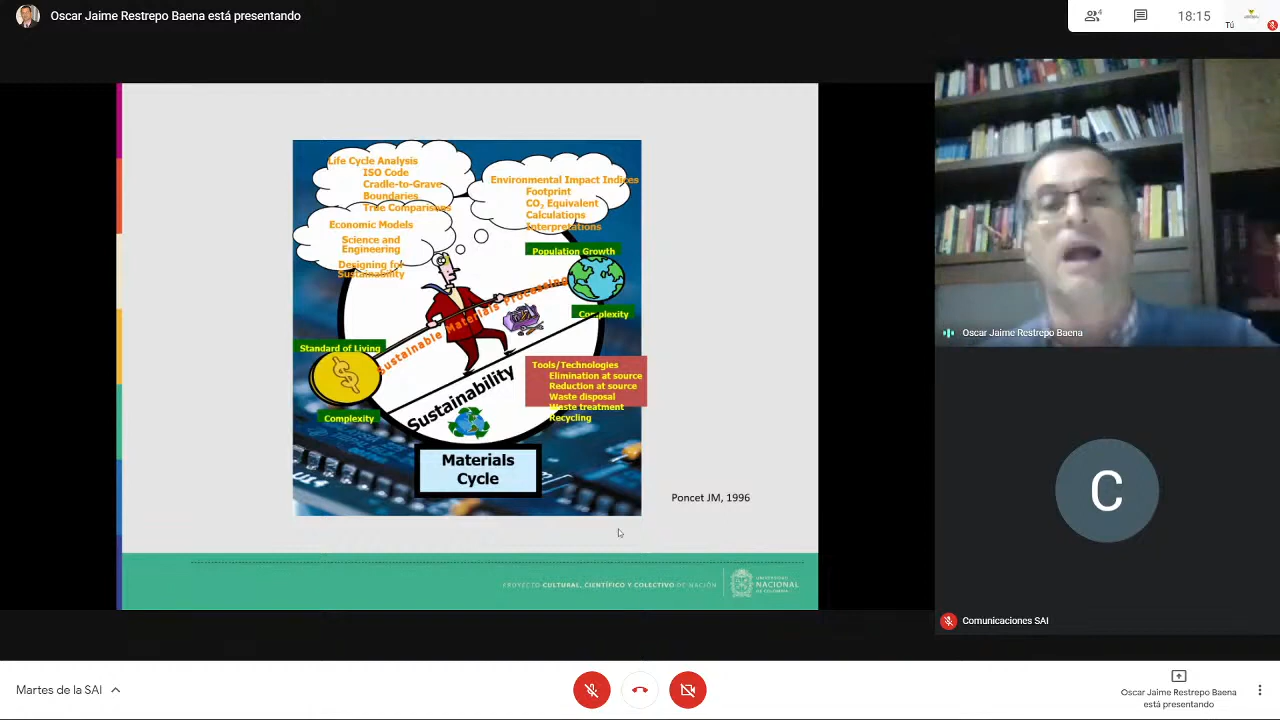 Oscar Jaime Restrepo Baena está presentando
4
18:15
Tú
Life Cycle Analysis
ISO Code
Cradle-to-Grave
Boundaries
True Comparisons
Economic Models
Science and
Engineering
Designing for
Sustainability
Environmental Impact Indices
Footprint
CO₂ Equivalent
Calculations
Interpretations
Population Growth
Complexity
Sustainable Materials Processing
Standard of Living
Complexity
Sustainability
Tools/Technologies
Elimination at source
Reduction at source
Waste disposal
Waste treatment
Recycling
Materials
Cycle
Poncet JM, 1996
PROYECTO CULTURAL, CIENTÍFICO Y COLECTIVO DE NACIÓN
UNIVERSIDAD
NACIONAL
DE COLOMBIA
Oscar Jaime Restrepo Baena
C
Comunicaciones SAI
Martes de la SAI
Oscar Jaime Restrepo Baena
está presentando